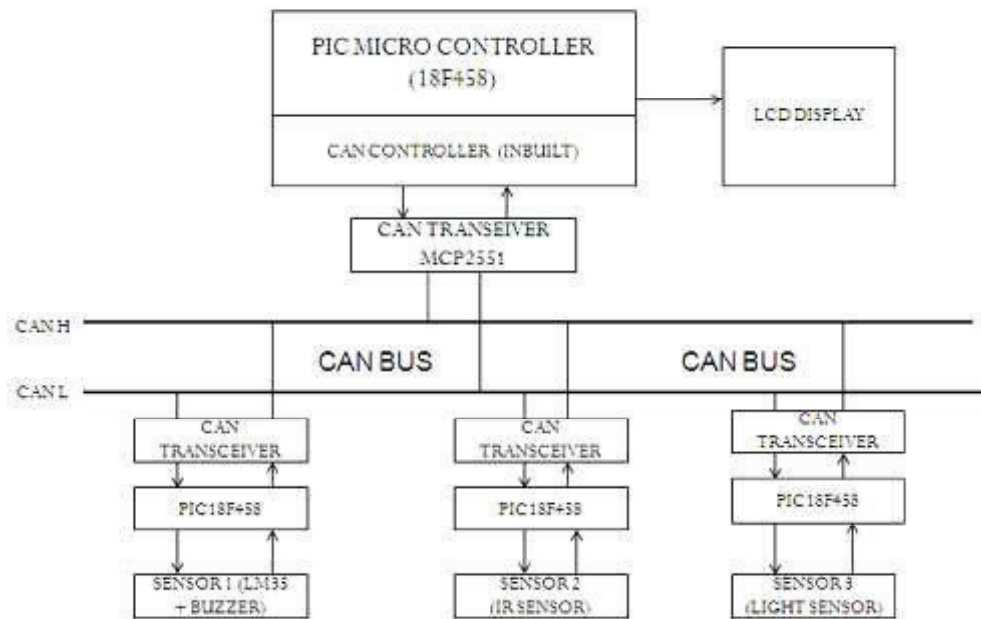 PIC MICRO CONTROLLER
(18F458)
LCD DISPLAY
CAN CONTROLLER (INBUILT)
CAN TRANSEIVER
MCP2551
CAN H
CAN BUS
CAN BUS
CAN L
CAN
TRANSCEIVER
CAN
TRANSCEIVER
CAN
TRANSCEIVER
PIC18F458
PIC18F458
PIC18F458
SENSOR 1 (LM35
+ BUZZER)
SENSOR 2
(IR SENSOR)
SENSOR 3
(LIGHT SENSOR)